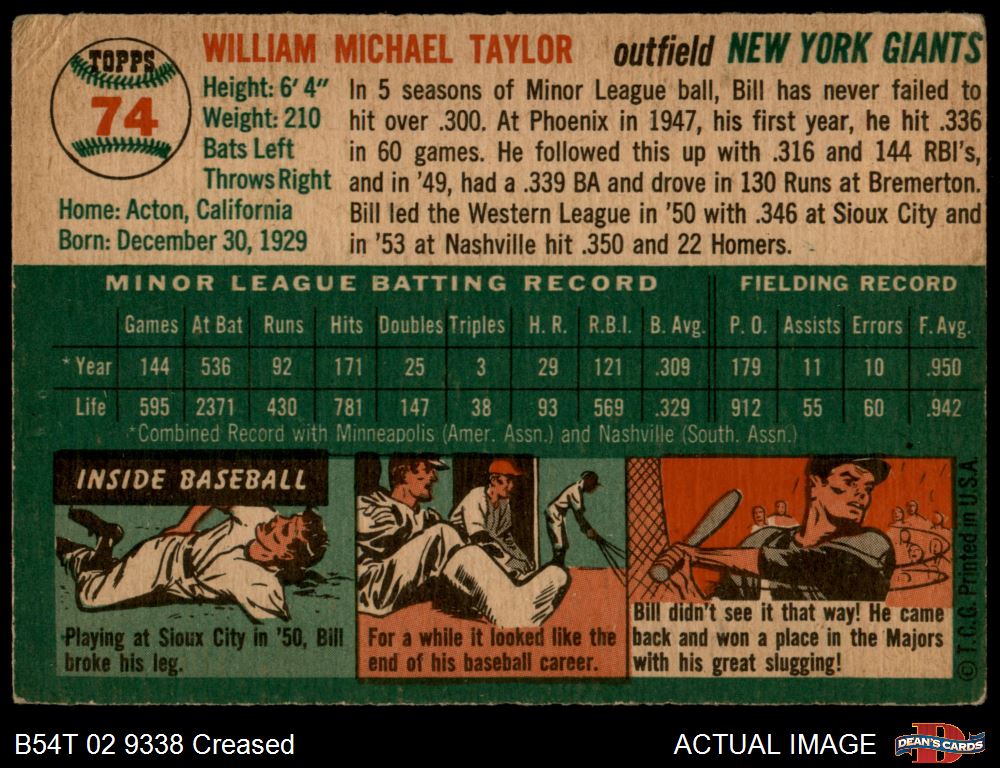 TOPPS
74
WILLIAM MICHAEL TAYLOR outfield NEW YORK GIANTS
Height: 6' 4"
Weight: 210
Bats Left
Throws Right
Home: Acton, California
Born: December 30, 1929
In 5 seasons of Minor League ball, Bill has never failed to
hit over .300. At Phoenix in 1947, his first year, he hit .336
in 60 games. He followed this up with .316 and 144 RBI's,
and in '49, had a .339 BA and drove in 130 Runs at Bremerton.
Bill led the Western League in '50 with .346 at Sioux City and
in '53 at Nashville hit .350 and 22 Homers.
MINOR LEAGUE BATTING RECORD FIELDING RECORD
Games At Bat Runs Hits Doubles Triples H. R. R.B.I. B. Avg. P. O. Assists Errors F. Avg.
* Year 144 536 92 171 25 3 29 121 .309 179 11 10 .950
Life 595 2371 430 781 147 38 93 569 .329 912 55 60 .942
*Combined Record with Minneapolis (Amer. Assn.) and Nashville (South. Assn.)
INSIDE BASEBALL
Playing at Sioux City in '50, Bill
broke his leg.
For a while it looked like the
end of his baseball career.
Bill didn't see it that way! He came
back and won a place in the Majors
with his great slugging!
© T.C.G. Printed in U.S.A.
B54T 02 9338 Creased
ACTUAL IMAGE
DEAN'S CARDS